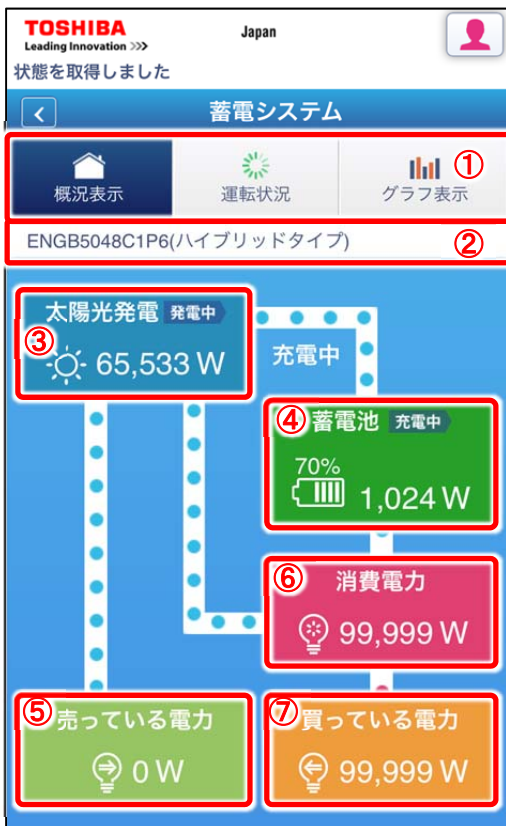 TOSHIBA
Leading Innovation >>>
Japan
状態を取得しました
<
蓄電システム
概況表示
運転状況
グラフ表示
①
ENGB5048C1P6(ハイブリッドタイプ)
②
太陽光発電 発電中
③
65,533 W
充電中
④ 蓄電池 充電中
70%
1,024 W
⑥ 消費電力
99,999 W
⑤ 売っている電力
0 W
⑦ 買っている電力
99,999 W